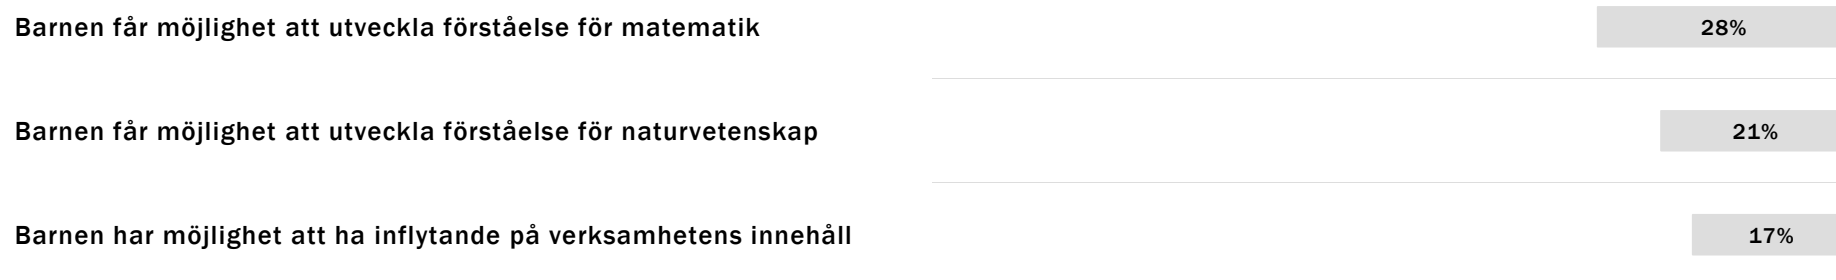 Barnen får möjlighet att utveckla förståelse för matematik 28%
Barnen får möjlighet att utveckla förståelse för naturvetenskap 21%
Barnen har möjlighet att ha inflytande på verksamhetens innehåll 17%